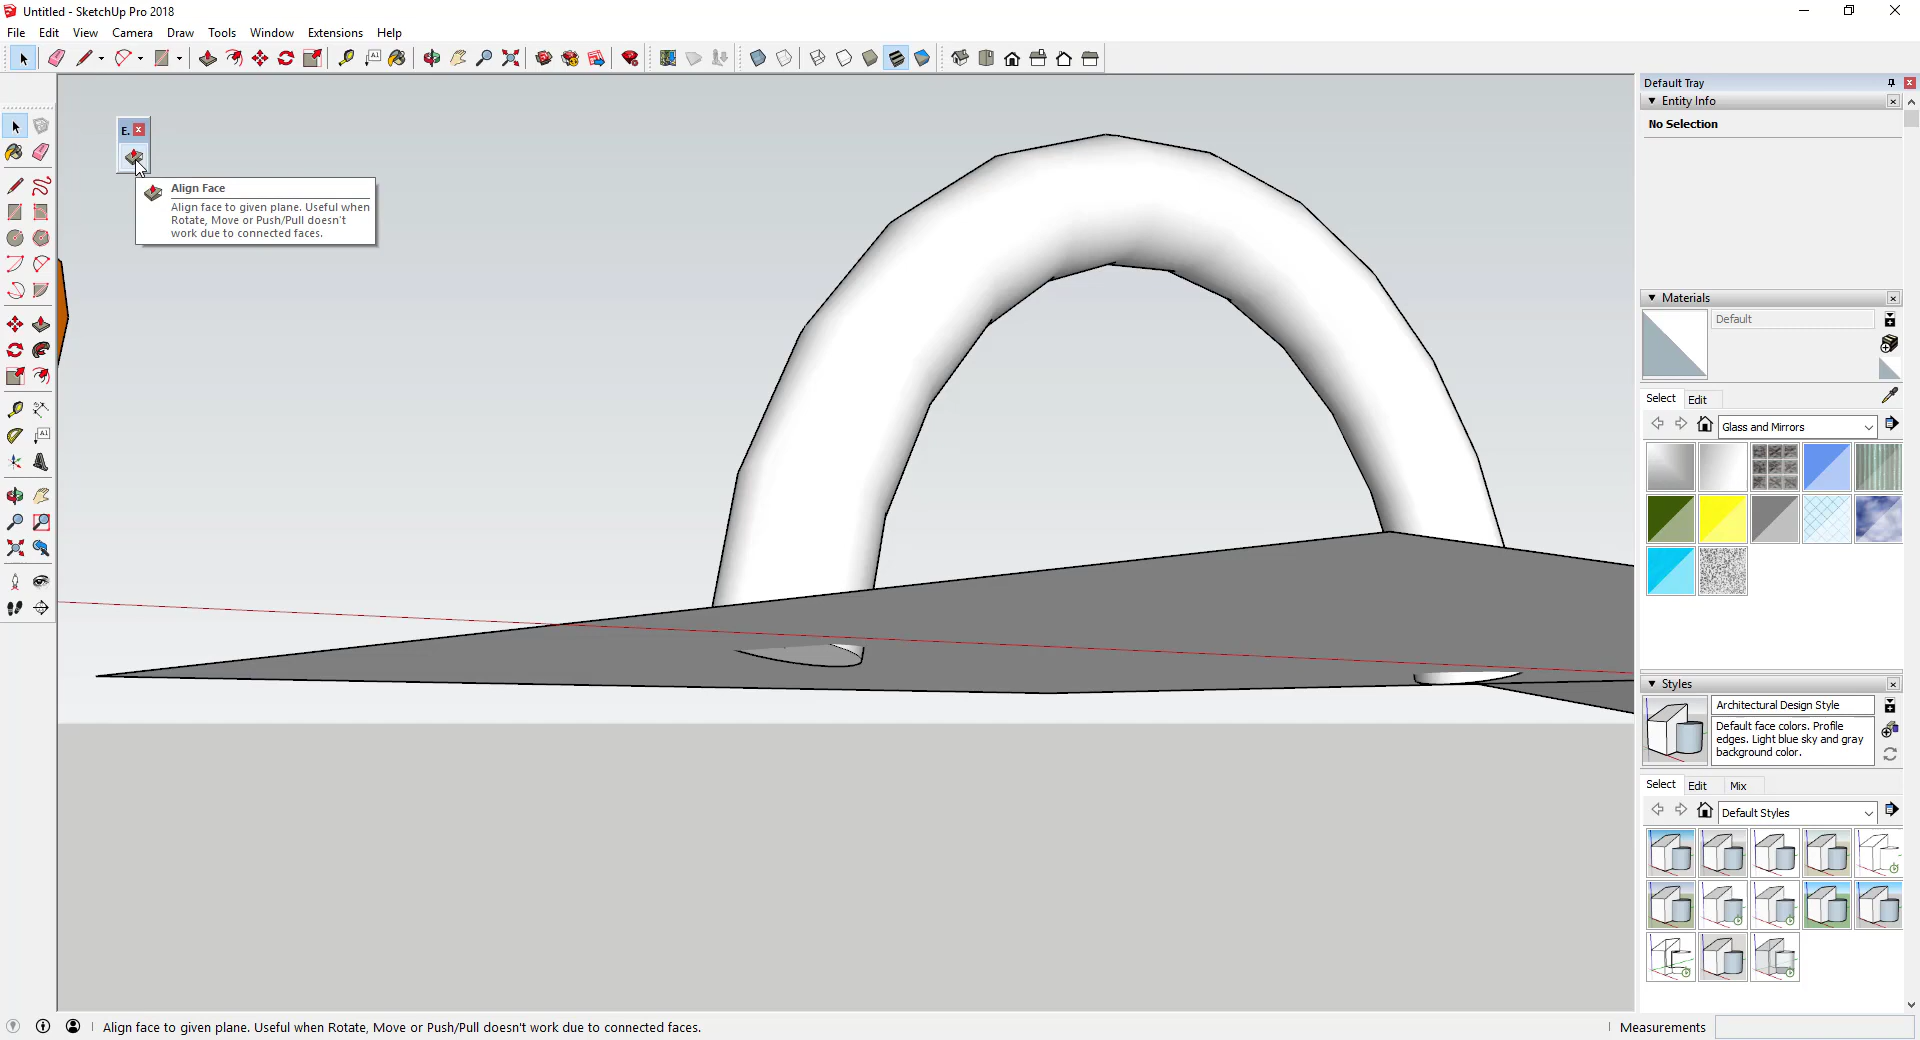 Untitled - SketchUp Pro 2018
File Edit View Camera Draw Tools Window Extensions Help
Default Tray
Entity Info
No Selection
E.
Align Face
Align face to given plane. Useful when
Rotate, Move or Push/Pull doesn't
work due to connected faces.
Materials
Default
Select Edit
Glass and Mirrors
Styles
Architectural Design Style
Default face colors. Profile
edges. Light blue sky and gray
background color.
Select Edit Mix
Default Styles
Align face to given plane. Useful when Rotate, Move or Push/Pull doesn't work due to connected faces.
Measurements